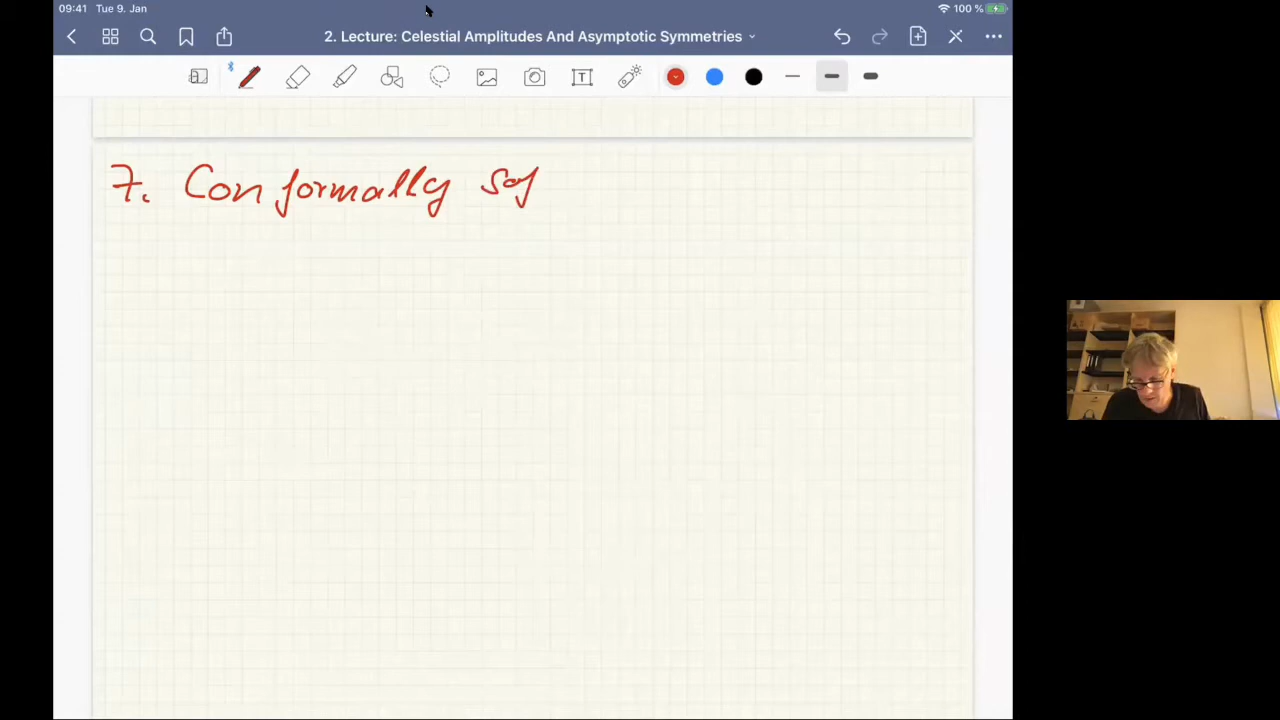 09:41 Tue 9. Jan 100 %
2. Lecture: Celestial Amplitudes And Asymptotic Symmetries
T
7. Conformally sof